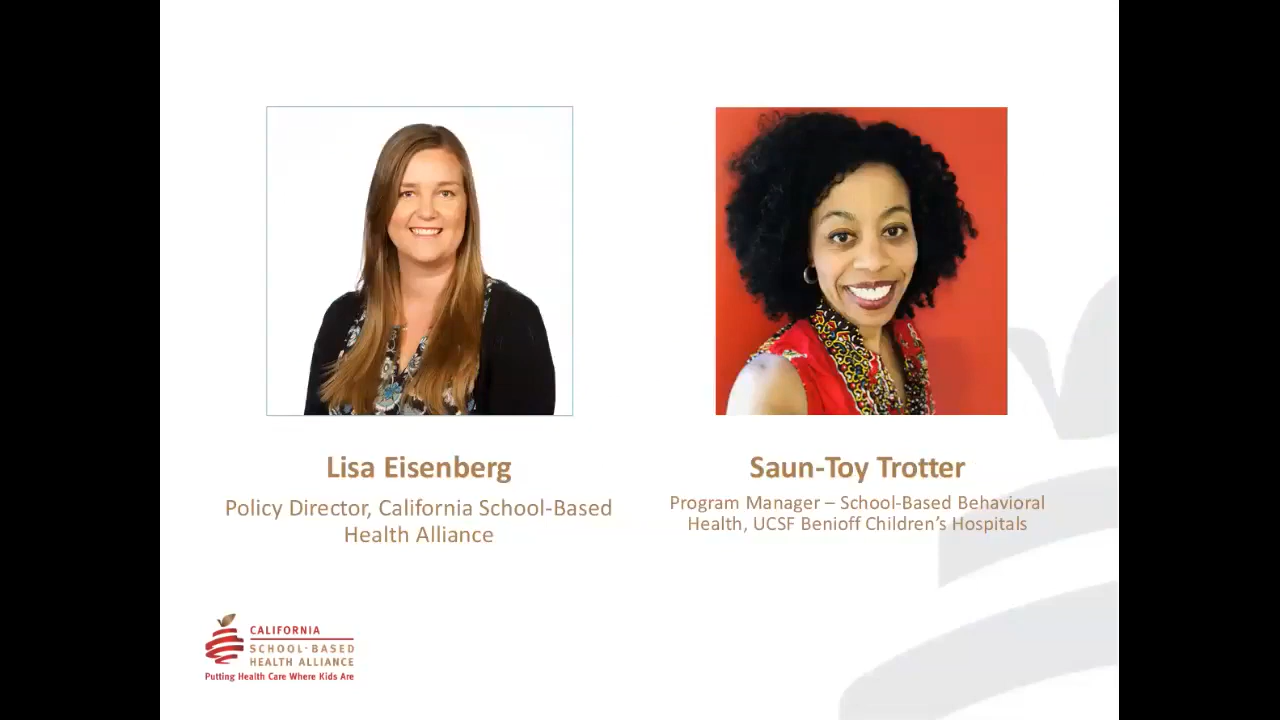 Lisa Eisenberg
Policy Director, California School-Based
Health Alliance
Saun-Toy Trotter
Program Manager – School-Based Behavioral
Health, UCSF Benioff Children’s Hospitals
CALIFORNIA
SCHOOL-BASED
HEALTH ALLIANCE
Putting Health Care Where Kids Are